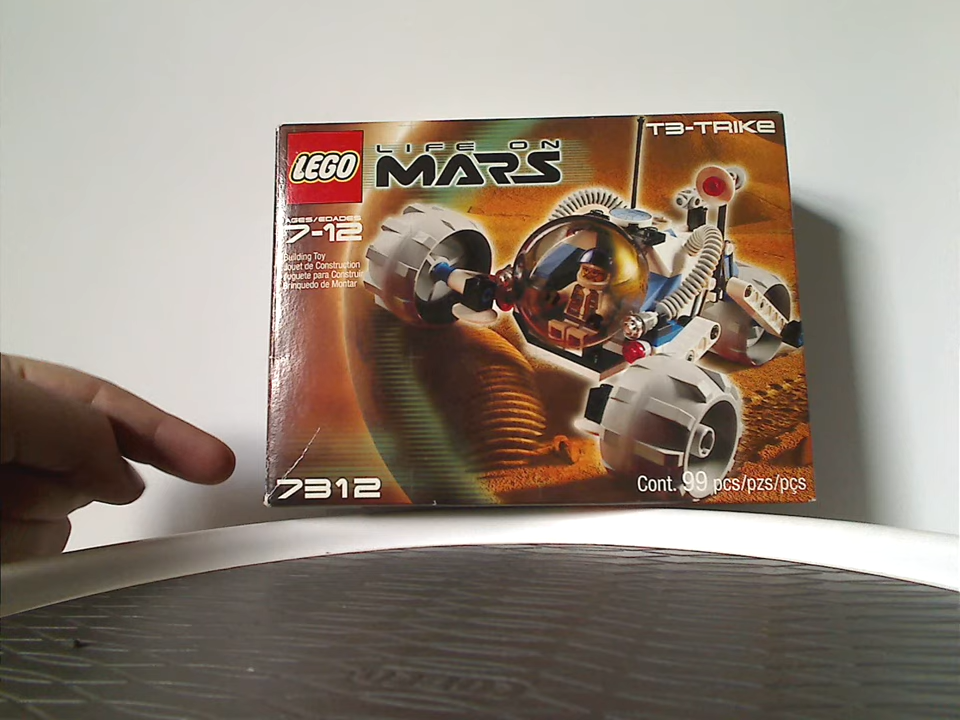 T3-TRIKE
LEGO
LIFE ON
MARS
AGES/EDADES
7-12
Building Toy
Jouet de Construction
Juguete para Construir
Brinquedo de Montar
7312
Cont. 99 pcs/pzs/pçs